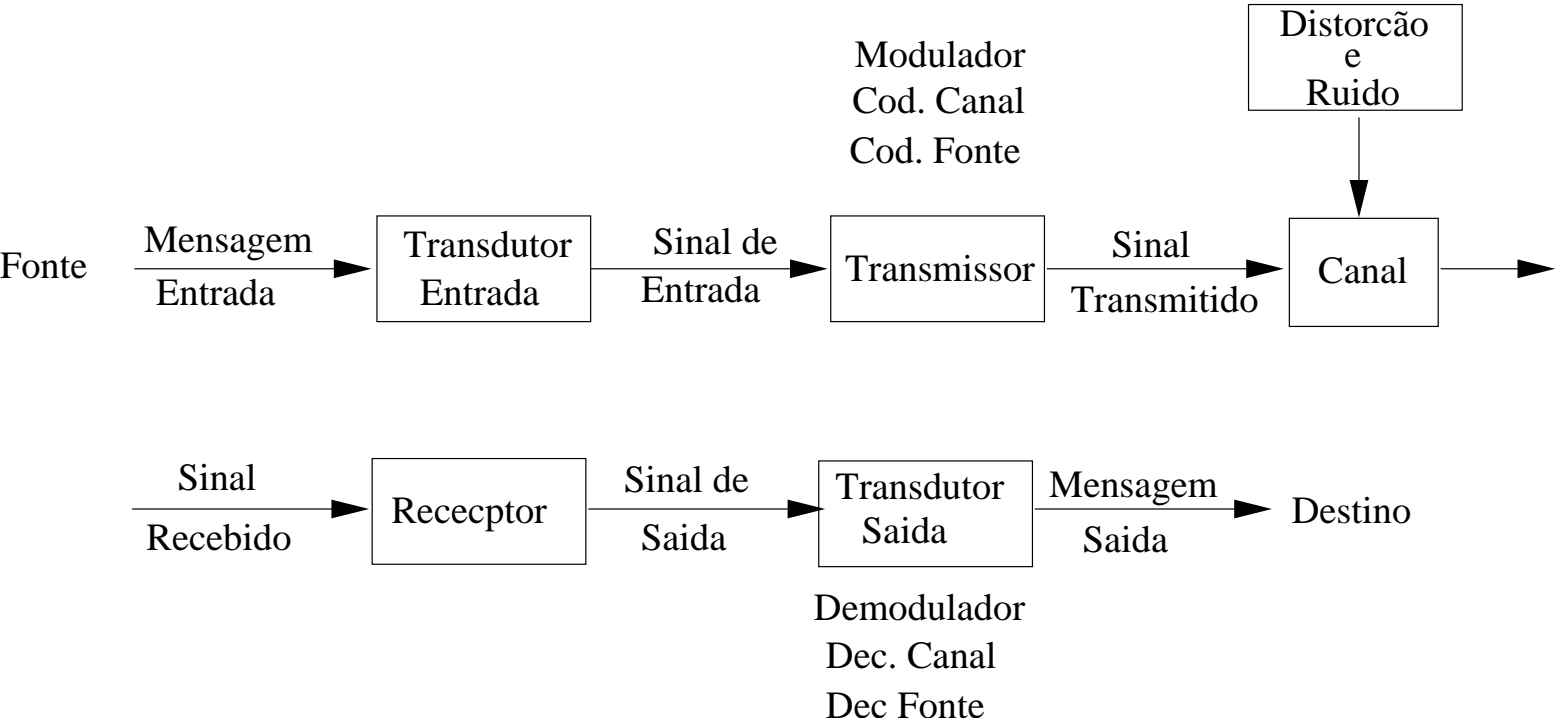 Distorcão
e
Ruido
Modulador
Cod. Canal
Cod. Fonte
Fonte
Mensagem
Entrada
Transdutor
Entrada
Sinal de
Entrada
Transmissor
Sinal
Transmitido
Canal
Sinal
Recebido
Rececptor
Sinal de
Saida
Transdutor
Saida
Mensagem
Saida
Destino
Demodulador
Dec. Canal
Dec Fonte